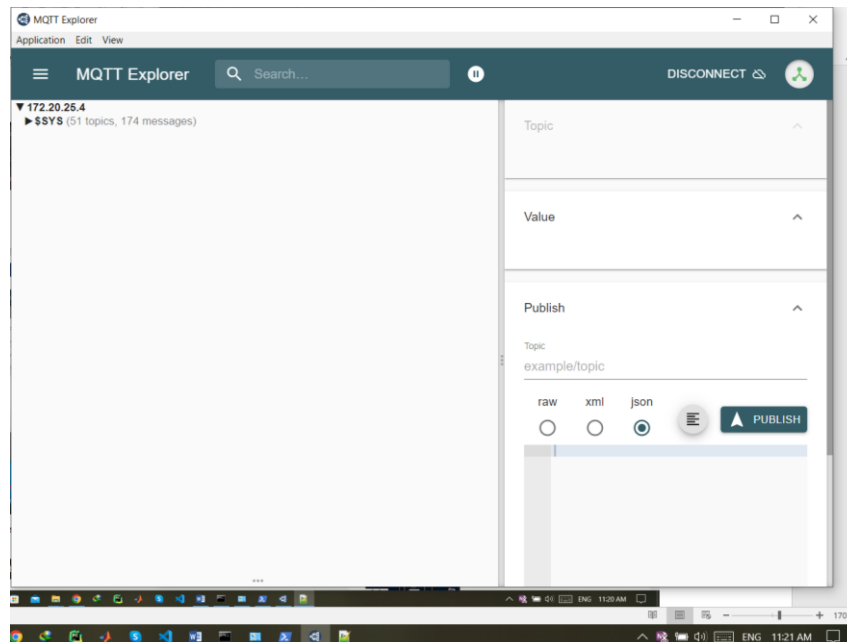 MQTT Explorer
Application Edit View
MQTT Explorer
Search...
DISCONNECT
▼ 172.20.25.4
▶ $SYS (51 topics, 174 messages)
Topic
Value
Publish
Topic
example/topic
raw xml json
PUBLISH
ENG 11:20 AM
170
ENG 11:21 AM